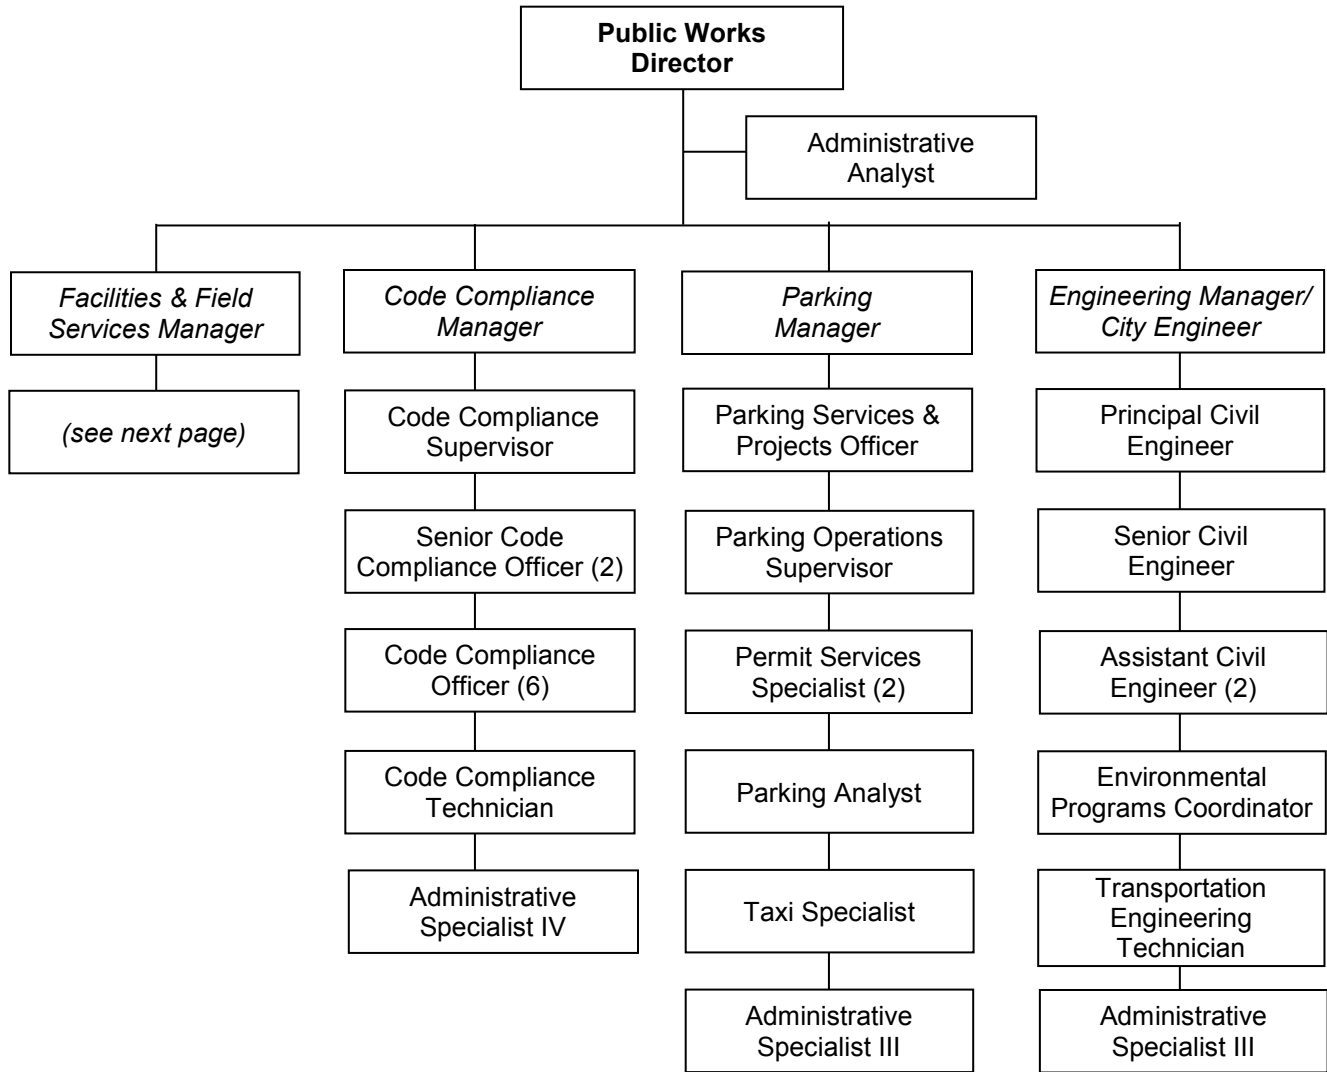 Public Works
Director
Administrative
Analyst
Facilities & Field
Services Manager
Code Compliance
Manager
Parking
Manager
Engineering Manager/
City Engineer
(see next page)
Code Compliance
Supervisor
Parking Services &
Projects Officer
Principal Civil
Engineer
Senior Code
Compliance Officer (2)
Parking Operations
Supervisor
Senior Civil
Engineer
Code Compliance
Officer (6)
Permit Services
Specialist (2)
Assistant Civil
Engineer (2)
Code Compliance
Technician
Parking Analyst
Environmental
Programs Coordinator
Administrative
Specialist IV
Taxi Specialist
Transportation
Engineering
Technician
Administrative
Specialist III
Administrative
Specialist III